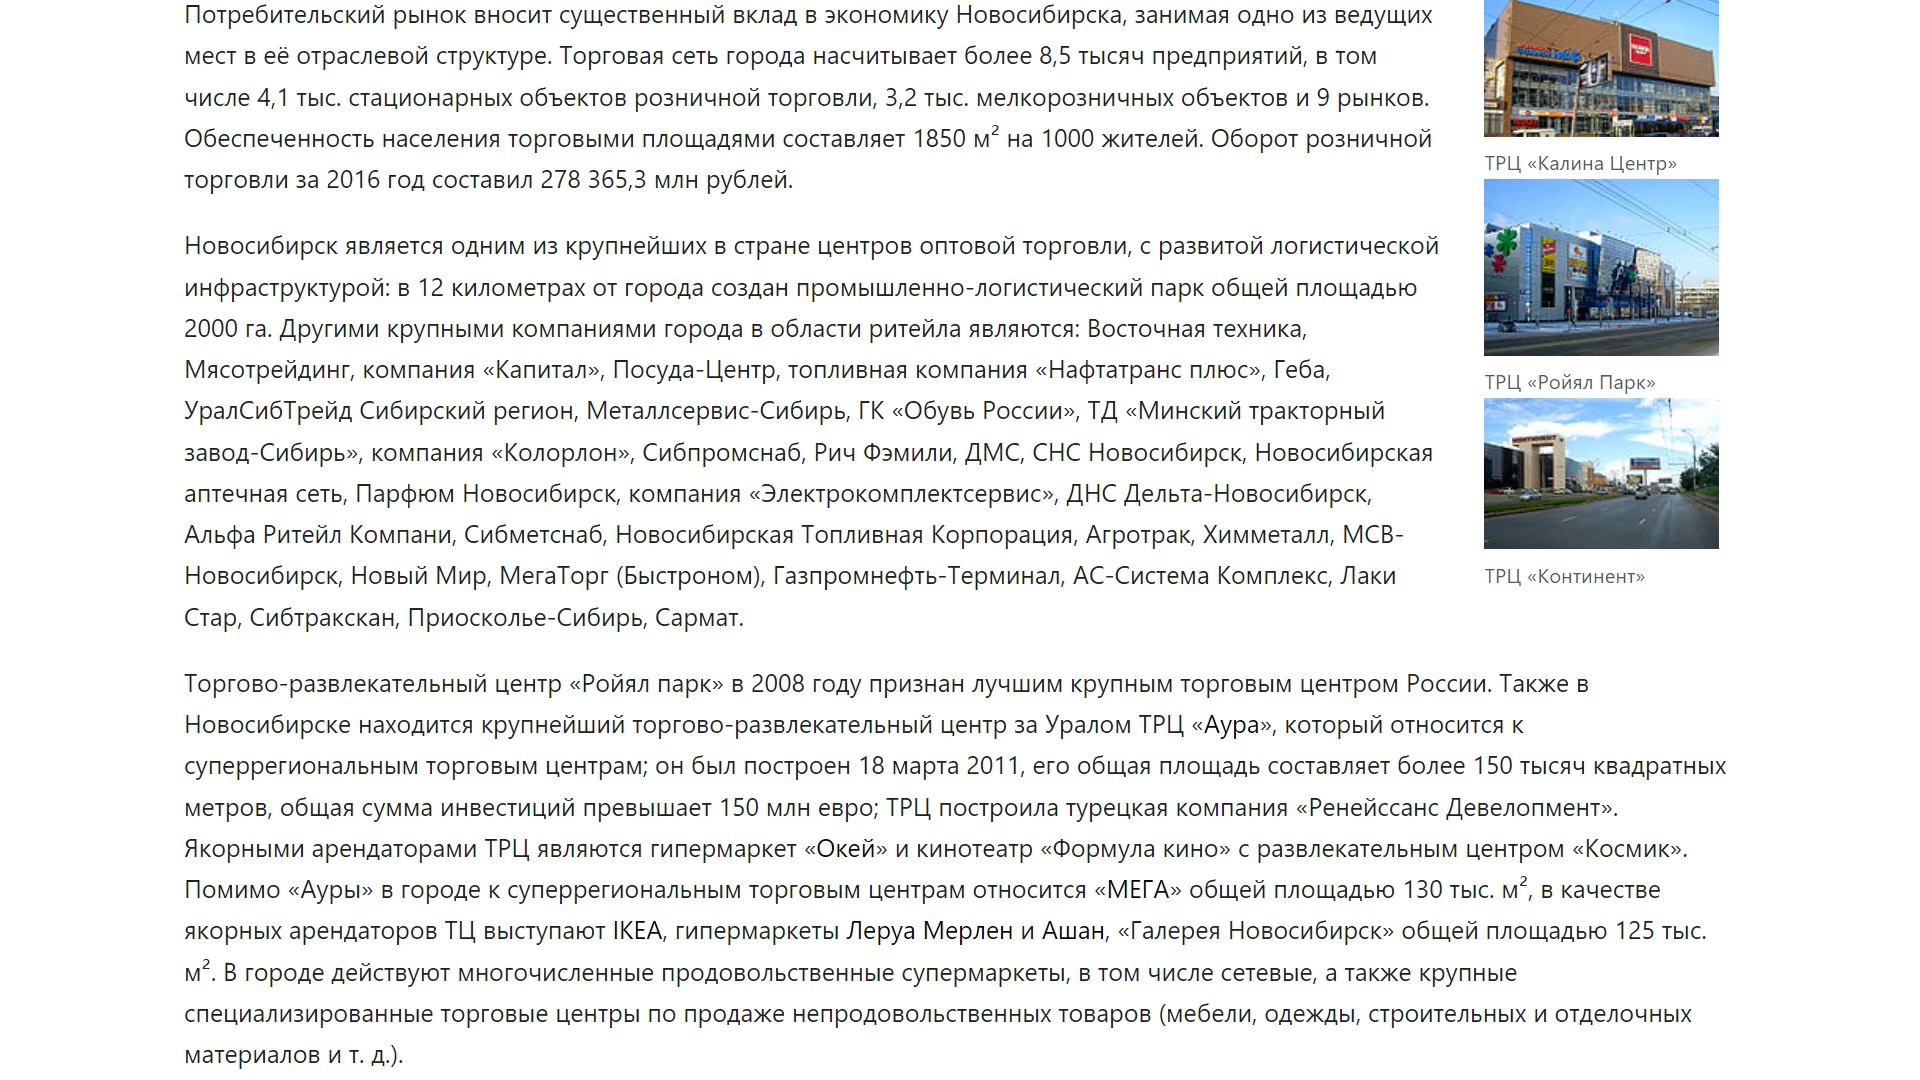 Потребительский рынок вносит существенный вклад в экономику Новосибирска, занимая одно из ведущих
мест в её отраслевой структуре. Торговая сеть города насчитывает более 8,5 тысяч предприятий, в том
числе 4,1 тыс. стационарных объектов розничной торговли, 3,2 тыс. мелкорозничных объектов и 9 рынков.
Обеспеченность населения торговыми площадями составляет 1850 м² на 1000 жителей. Оборот розничной
торговли за 2016 год составил 278 365,3 млн рублей.
Новосибирск является одним из крупнейших в стране центров оптовой торговли, с развитой логистической
инфраструктурой: в 12 километрах от города создан промышленно-логистический парк общей площадью
2000 га. Другими крупными компаниями города в области ритейла являются: Восточная техника,
Мясотрейдинг, компания «Капитал», Посуда-Центр, топливная компания «Нафтатранс плюс», Геба,
УралСибТрейд Сибирский регион, Металлсервис-Сибирь, ГК «Обувь России», ТД «Минский тракторный
завод-Сибирь», компания «Колорлон», Сибпромснаб, Рич Фэмили, ДМС, СНС Новосибирск, Новосибирская
аптечная сеть, Парфюм Новосибирск, компания «Электрокомплектсервис», ДНС Дельта-Новосибирск,
Альфа Ритейл Компани, Сибметснаб, Новосибирская Топливная Корпорация, Агротрак, Химметалл, МСВ-
Новосибирск, Новый Мир, МегаТорг (Быстроном), Газпромнефть-Терминал, АС-Система Комплекс, Лаки
Стар, Сибтракскан, Приосколье-Сибирь, Сармат.
ТРЦ «Калина Центр»
ТРЦ «Ройял Парк»
ТРЦ «Континент»
Торгово-развлекательный центр «Ройял парк» в 2008 году признан лучшим крупным торговым центром России. Также в
Новосибирске находится крупнейший торгово-развлекательный центр за Уралом ТРЦ «Аура», который относится к
суперрегиональным торговым центрам; он был построен 18 марта 2011, его общая площадь составляет более 150 тысяч квадратных
метров, общая сумма инвестиций превышает 150 млн евро; ТРЦ построила турецкая компания «Ренейссанс Девелопмент».
Якорными арендаторами ТРЦ являются гипермаркет «Окей» и кинотеатр «Формула кино» с развлекательным центром «Космик».
Помимо «Ауры» в городе к суперрегиональным торговым центрам относится «МЕГА» общей площадью 130 тыс. м², в качестве
якорных арендаторов ТЦ выступают IKEA, гипермаркеты Леруа Мерлен и Ашан, «Галерея Новосибирск» общей площадью 125 тыс.
м². В городе действуют многочисленные продовольственные супермаркеты, в том числе сетевые, а также крупные
специализированные торговые центры по продаже непродовольственных товаров (мебели, одежды, строительных и отделочных
материалов и т. д.).